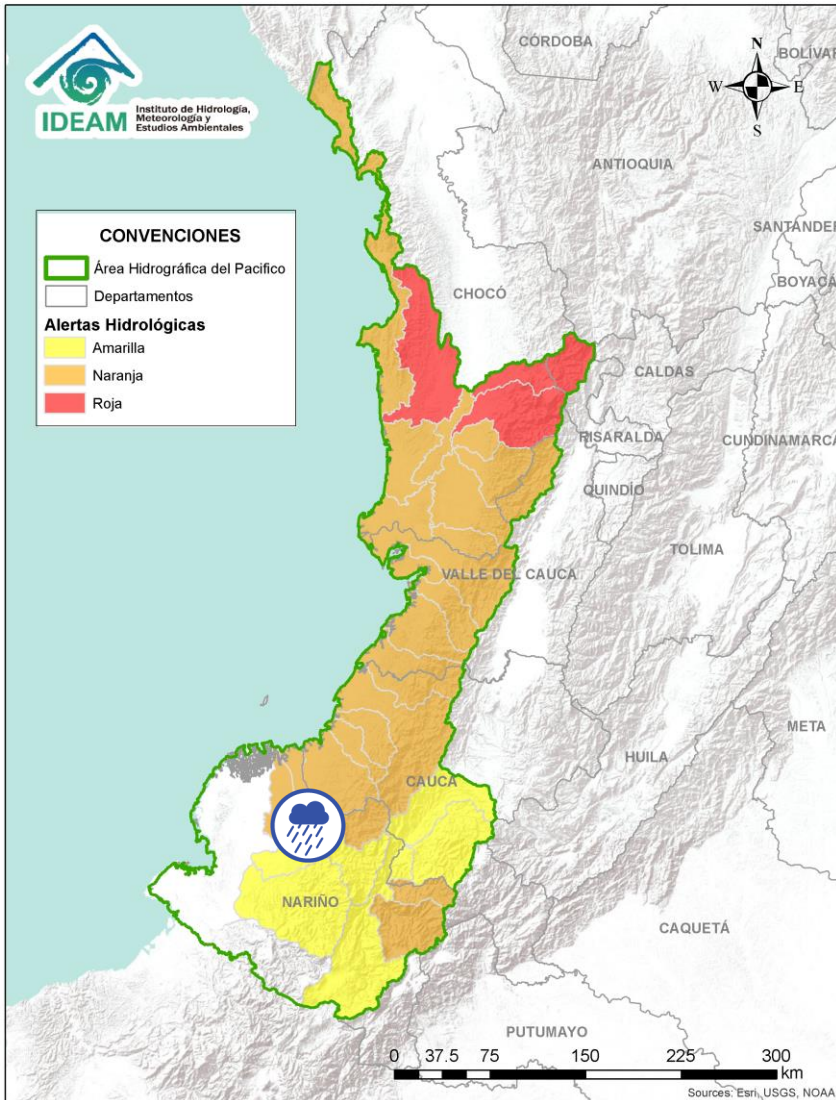 IDEAM
Instituto de Hidrología,
Meteorología y
Estudios Ambientales
CÓRDOBA
BOLÍVAR
N
W
E
S
ANTIOQUIA
SANTANDER
CONVENCIONES
Área Hidrográfica del Pacifico
Departamentos
Alertas Hidrológicas
Amarilla
Naranja
Roja
BOYACÁ
CHOCÓ
CALDAS
RISARALDA
CUNDINAMARCA
QUINDÍO
TOLIMA
VALLE DEL CAUCA
META
HUILA
CAUCA
NARIÑO
CAQUETÁ
PUTUMAYO
0 37.5 75 150 225 300
km
Sources: Esri, USGS, NOAA